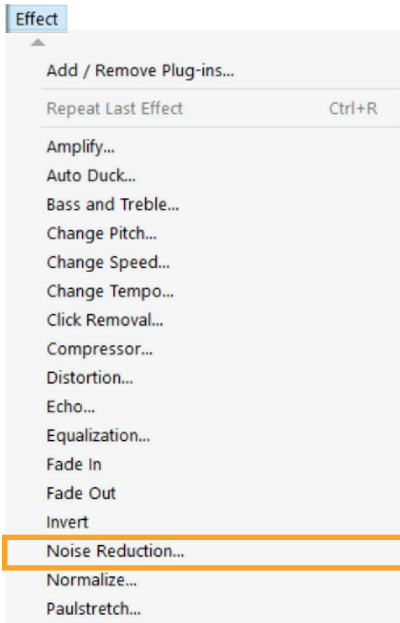 Effect
Add / Remove Plug-ins...
Repeat Last Effect Ctrl+R
Amplify...
Auto Duck...
Bass and Treble...
Change Pitch...
Change Speed...
Change Tempo...
Click Removal...
Compressor...
Distortion...
Echo...
Equalization...
Fade In
Fade Out
Invert
Noise Reduction...
Normalize...
Paulstretch...